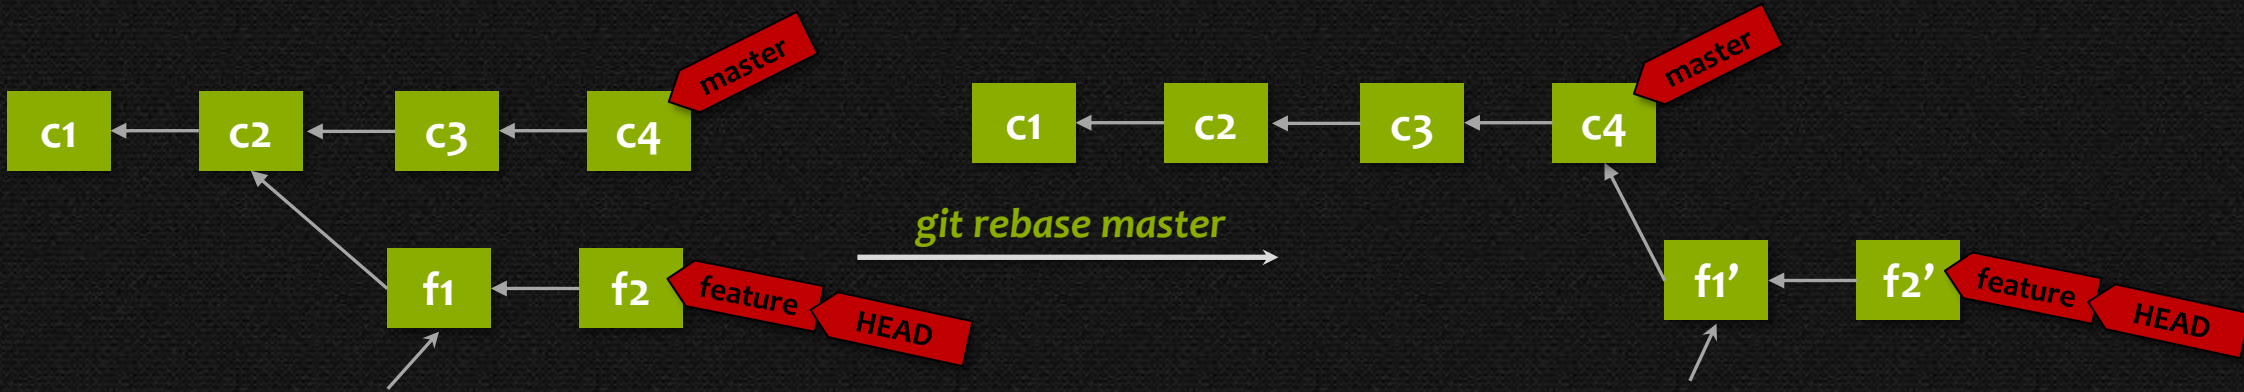 master
c1 c2 c3 c4
f1 f2 feature HEAD
git rebase master
master
c1 c2 c3 c4
f1’ f2’ feature HEAD